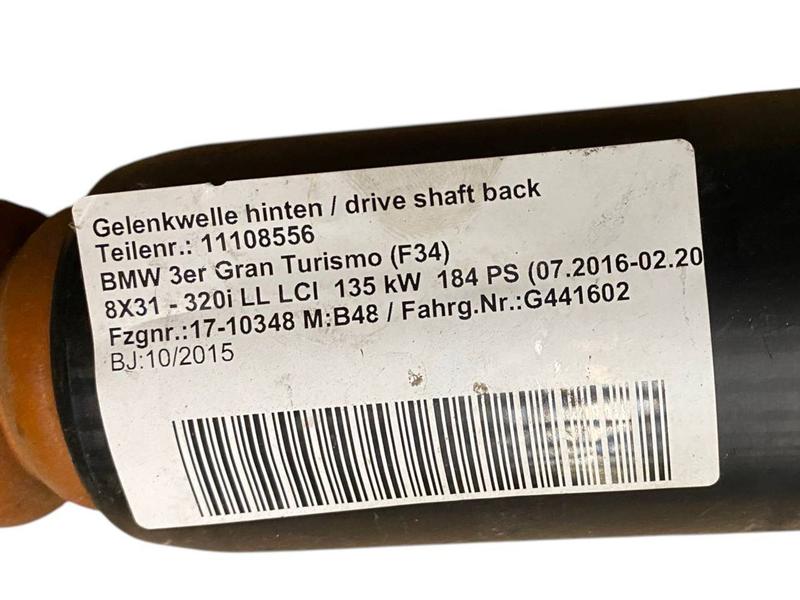 Gelenkwelle hinten / drive shaft back
Teilenr.: 11108556
BMW 3er Gran Turismo (F34)
8X31 - 320i LL LCI  135 kW  184 PS (07.2016-02.20
Fzgnr.:17-10348 M:B48 / Fahrg.Nr.:G441602
BJ:10/2015